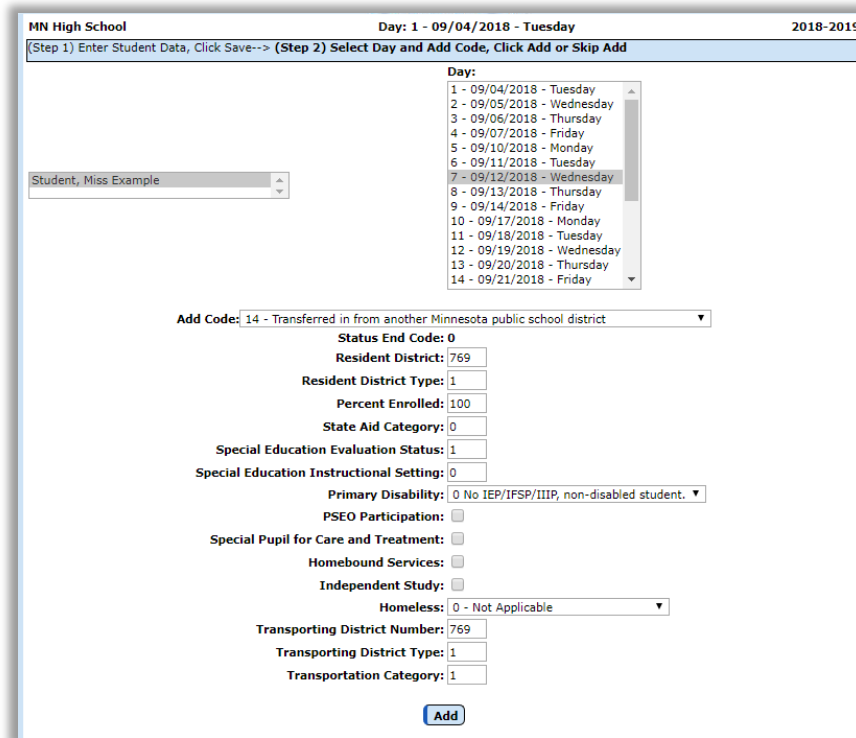 MN High School Day: 1 - 09/04/2018 - Tuesday 2018-2019
(Step 1) Enter Student Data, Click Save--> (Step 2) Select Day and Add Code, Click Add or Skip Add
Day:
1 - 09/04/2018 - Tuesday
2 - 09/05/2018 - Wednesday
3 - 09/06/2018 - Thursday
4 - 09/07/2018 - Friday
5 - 09/10/2018 - Monday
6 - 09/11/2018 - Tuesday
7 - 09/12/2018 - Wednesday
8 - 09/13/2018 - Thursday
9 - 09/14/2018 - Friday
10 - 09/17/2018 - Monday
11 - 09/18/2018 - Tuesday
12 - 09/19/2018 - Wednesday
13 - 09/20/2018 - Thursday
14 - 09/21/2018 - Friday
Student, Miss Example
Add Code: 14 - Transferred in from another Minnesota public school district
Status End Code: 0
Resident District: 769
Resident District Type: 1
Percent Enrolled: 100
State Aid Category: 0
Special Education Evaluation Status: 1
Special Education Instructional Setting: 0
Primary Disability: 0 No IEP/IFSP/IIIP, non-disabled student.
PSEO Participation:
Special Pupil for Care and Treatment:
Homebound Services:
Independent Study:
Homeless: 0 - Not Applicable
Transporting District Number: 769
Transporting District Type: 1
Transportation Category: 1
Add